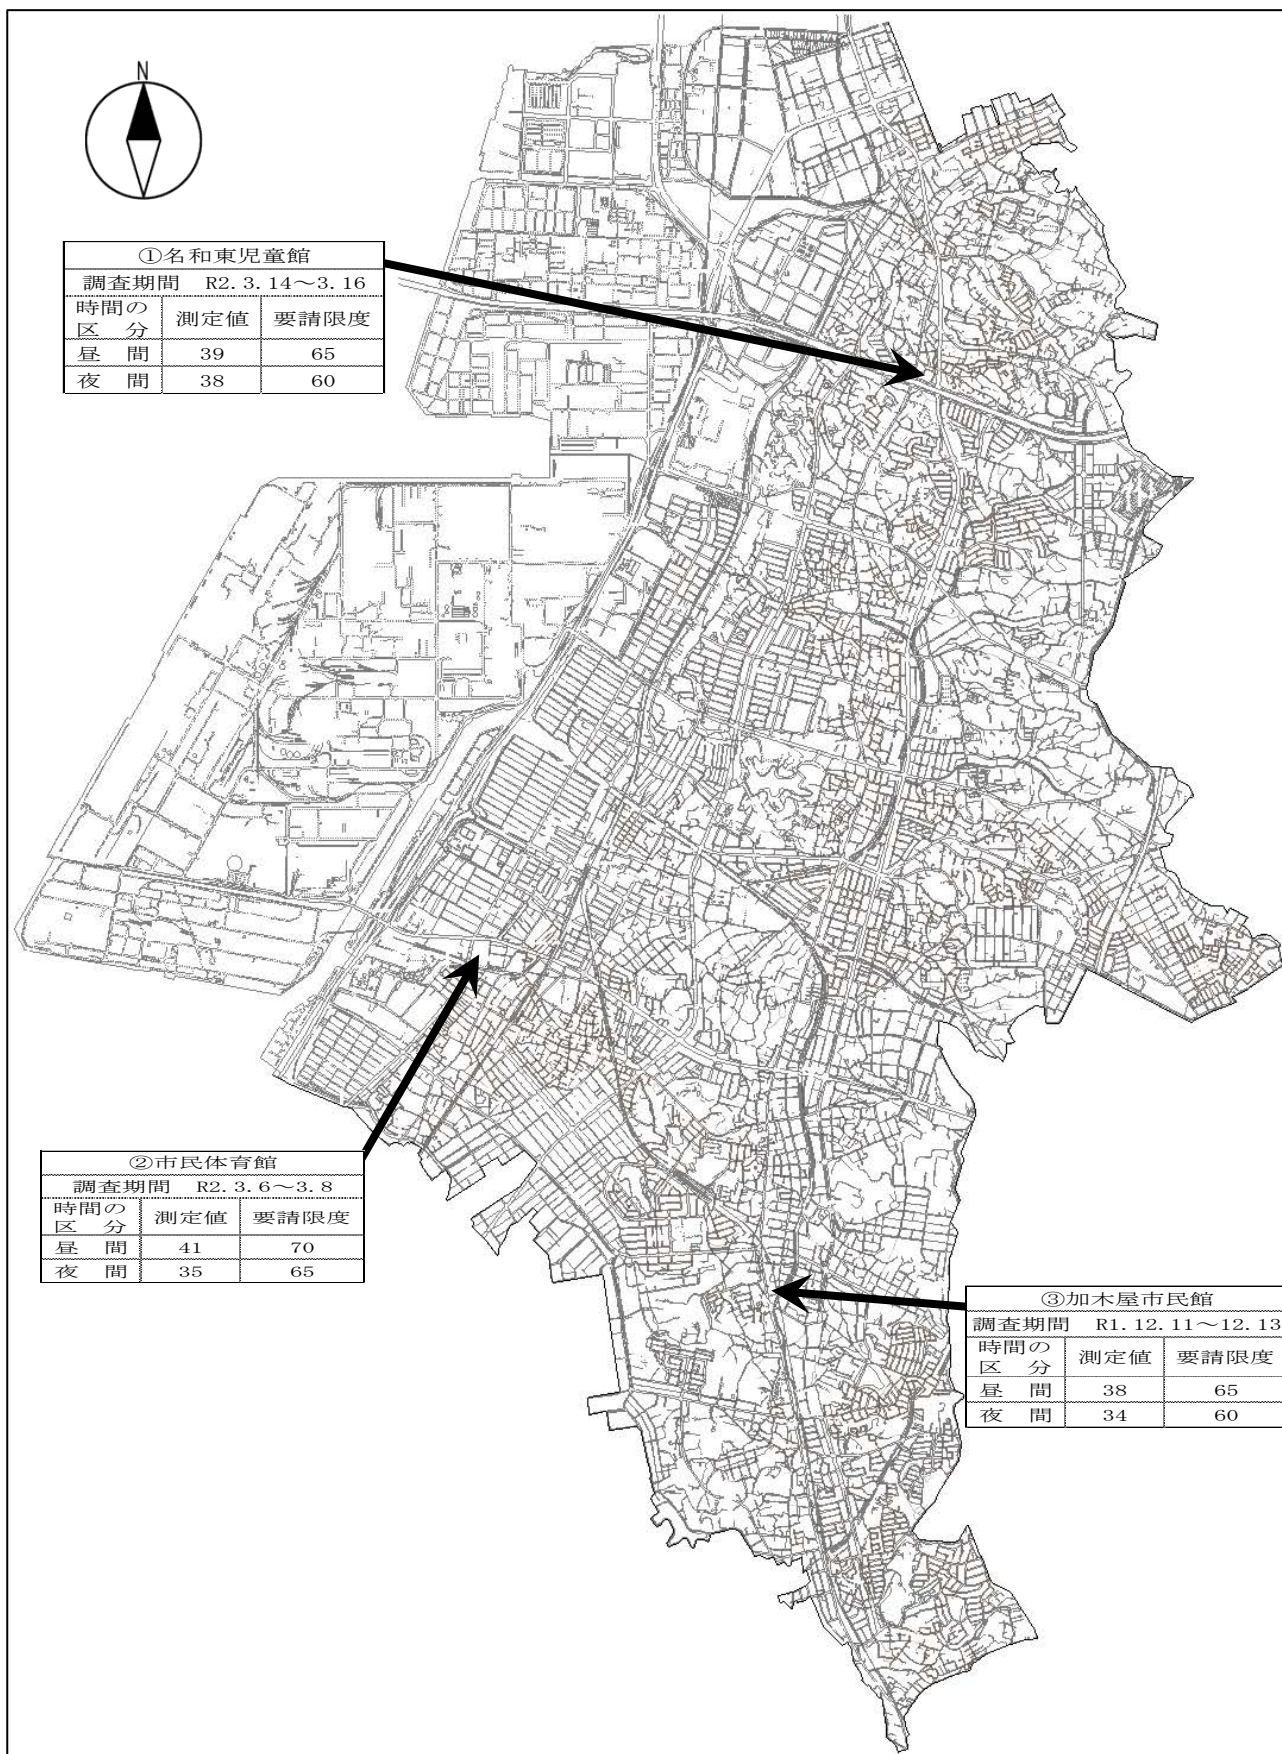 N
①名和東児童館
調査期間 R2.3.14～3.16
時間の区分 測定値 要請限度
昼間 39 65
夜間 38 60
②市民体育館
調査期間 R2.3.6～3.8
時間の区分 測定値 要請限度
昼間 41 70
夜間 35 65
③加木屋市民館
調査期間 R1.12.11～12.13
時間の区分 測定値 要請限度
昼間 38 65
夜間 34 60